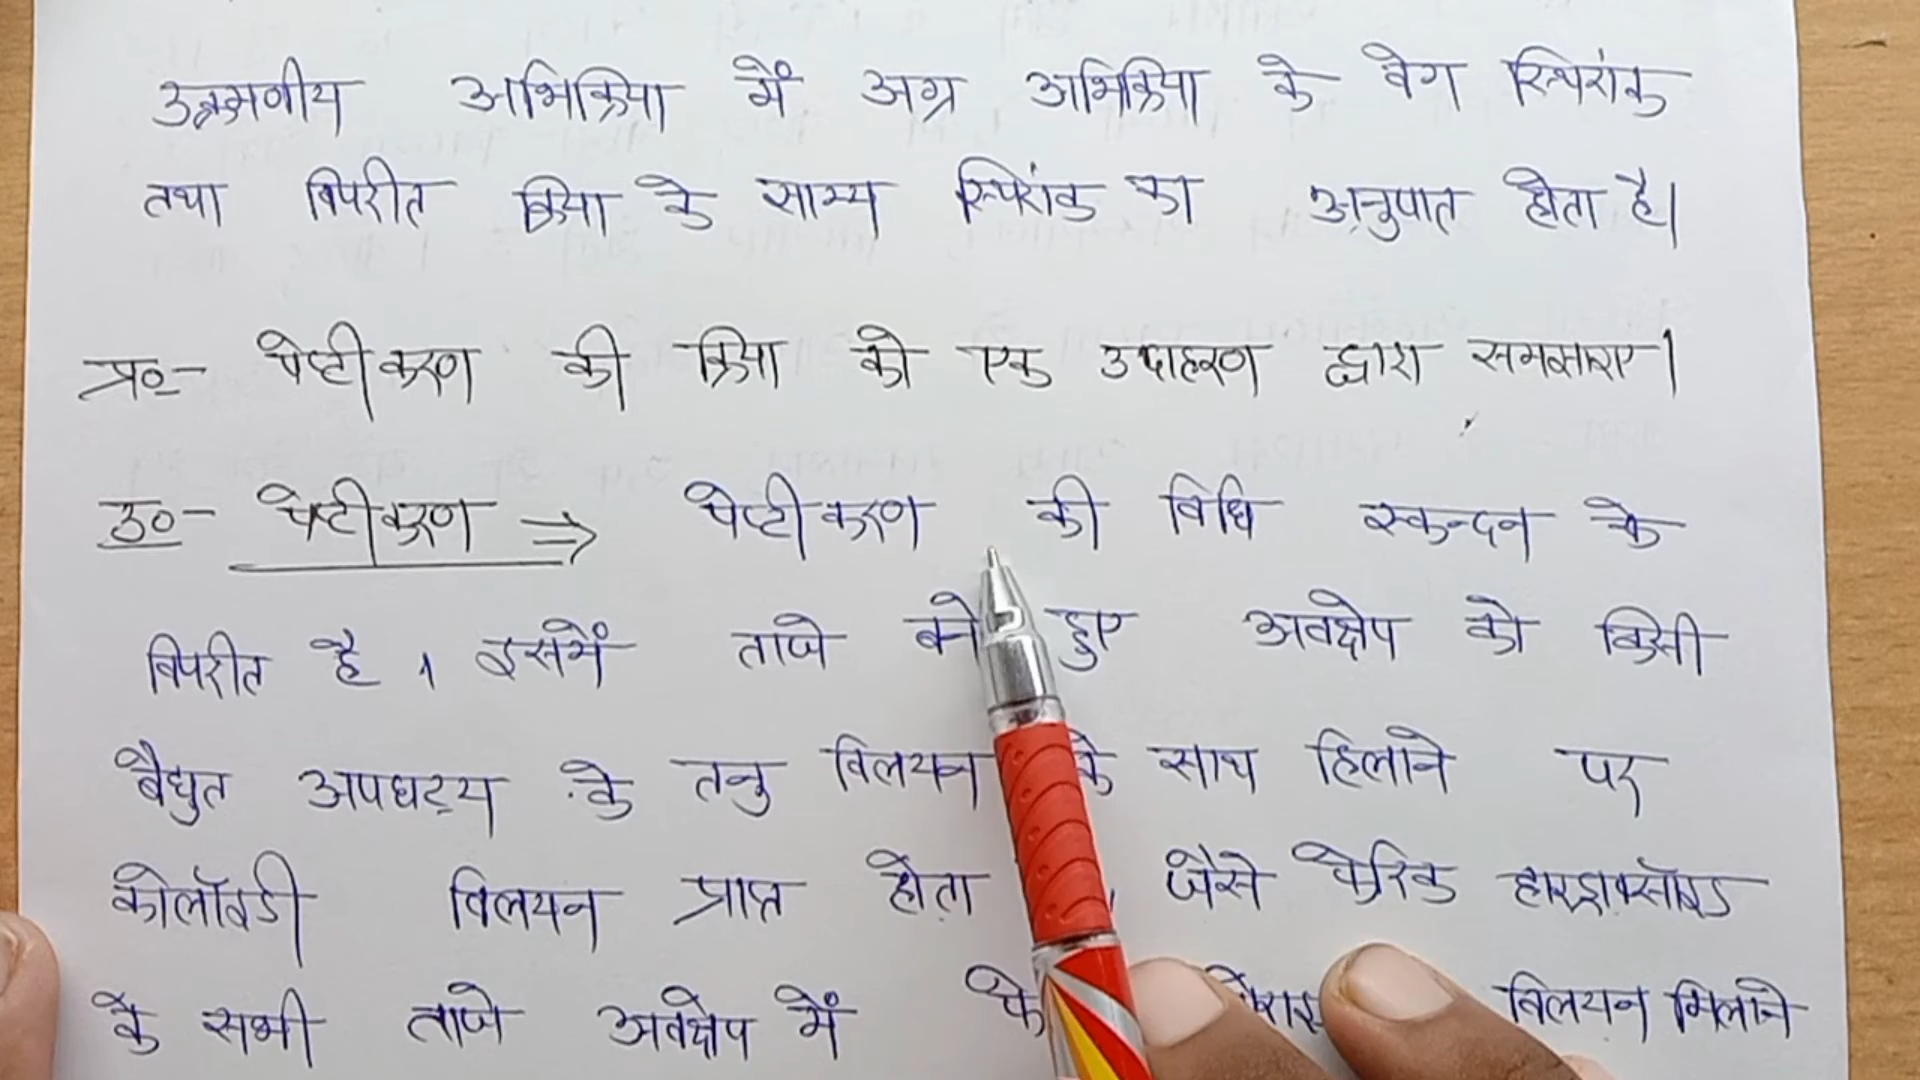 उत्क्रमणीय अभिक्रिया में अग्र अभिक्रिया के वेग स्थिरांक
तथा विपरीत क्रिया के साम्य स्थिरांक का अनुपात होता है।
प्र०- पेप्टीकरण की क्रिया को एक उदाहरण द्वारा समझाए।
उ०- पेप्टीकरण ⇒ पेप्टीकरण की विधि स्कन्दन के
विपरीत है । इसमें ताजे बने हुए अवक्षेप को किसी
वैद्युत अपघट्य के तनु विलयन के साथ हिलाने पर
कोलॉइडी विलयन प्राप्त होता जैसे फेरिक हाइड्राक्सॉइड
के सभी ताजे अवक्षेप में विलयन मिलाने